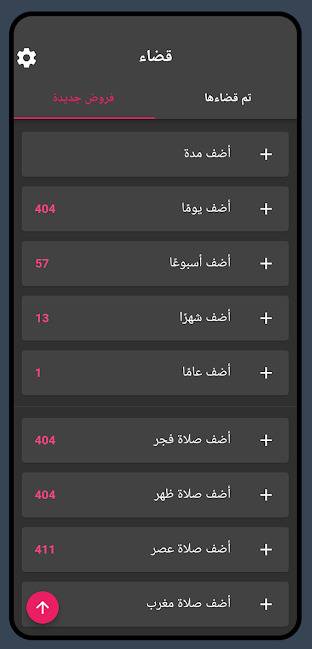 قضاء
تم قضاءها
فروض جديدة
أضف مدة
أضف يومًا 404
أضف أسبوعًا 57
أضف شهرًا 13
أضف عامًا 1
أضف صلاة فجر 404
أضف صلاة ظهر 404
أضف صلاة عصر 411
أضف صلاة مغرب